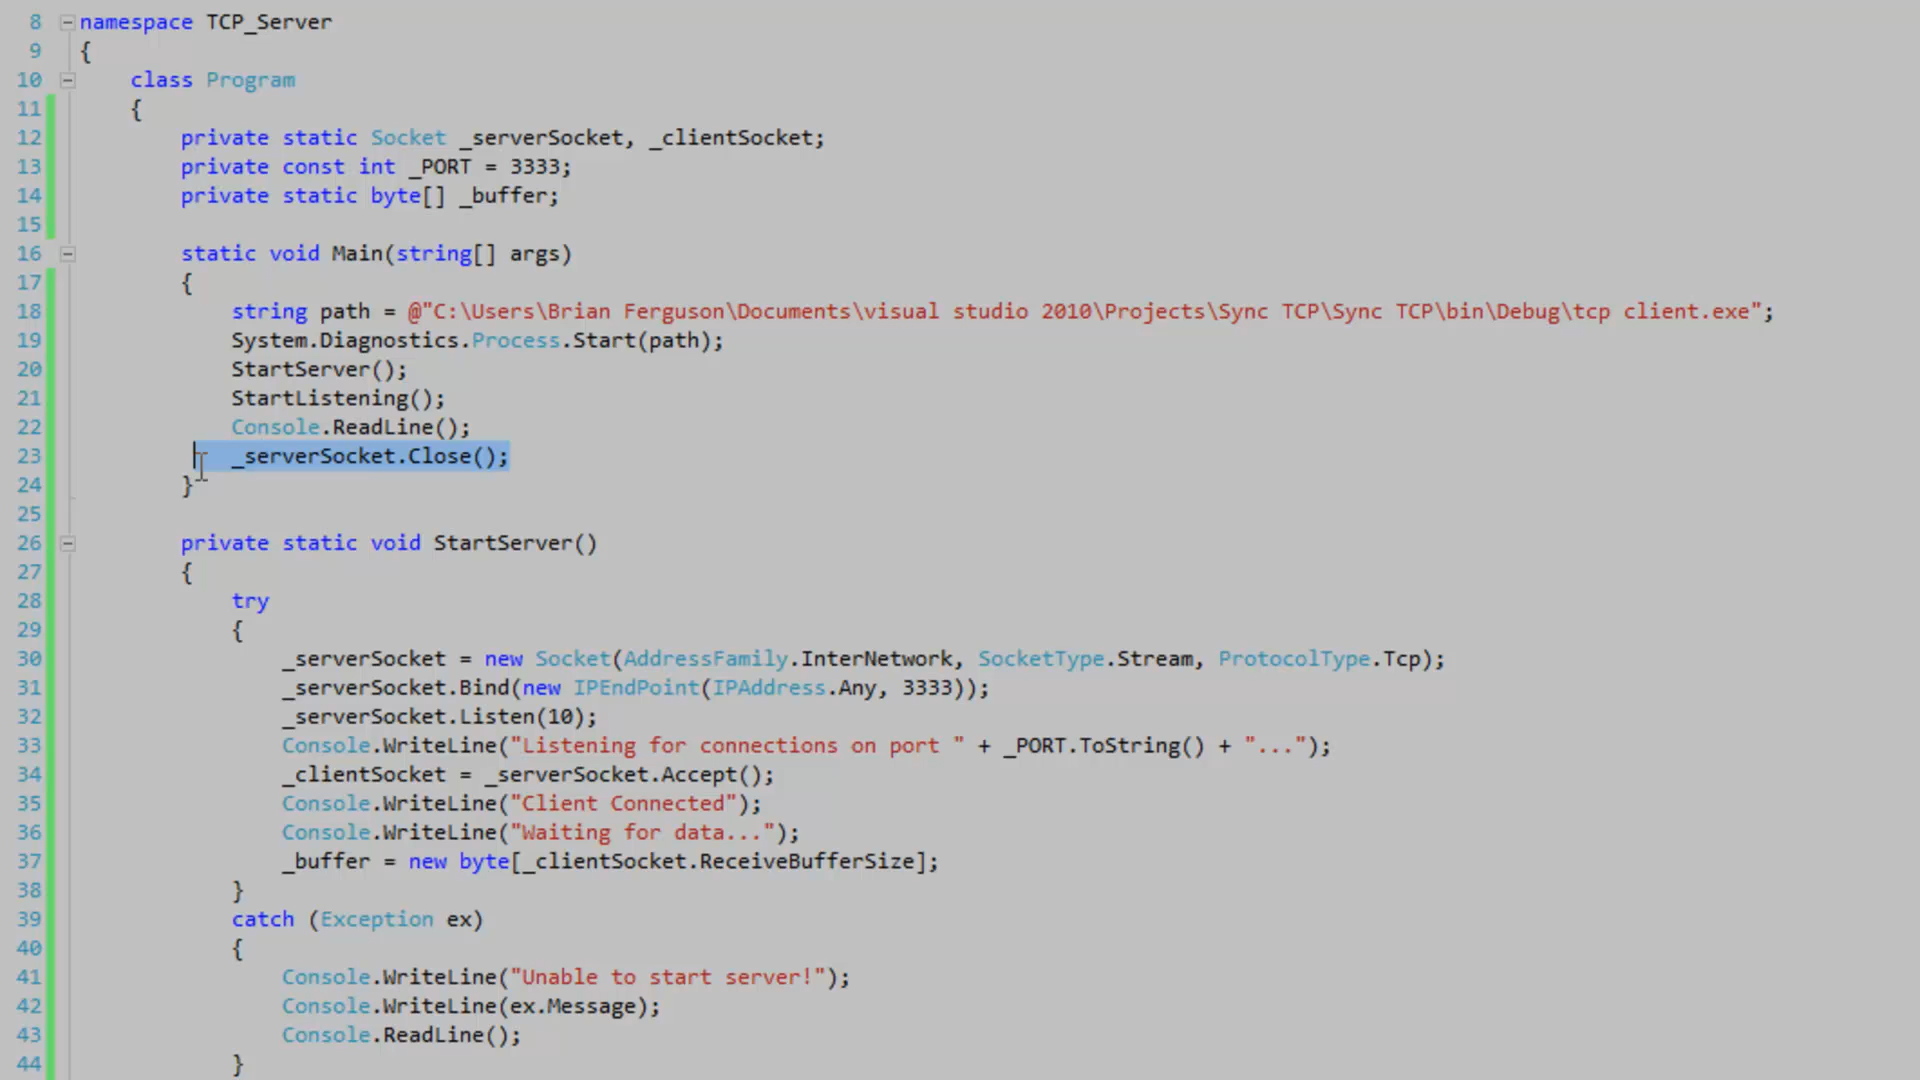 8 namespace TCP_Server
9 {
10 class Program
11 {
12 private static Socket _serverSocket, _clientSocket;
13 private const int _PORT = 3333;
14 private static byte[] _buffer;
15
16 static void Main(string[] args)
17 {
18 string path = @"C:\Users\Brian Ferguson\Documents\visual studio 2010\Projects\Sync TCP\Sync TCP\bin\Debug\tcp client.exe";
19 System.Diagnostics.Process.Start(path);
20 StartServer();
21 StartListening();
22 Console.ReadLine();
23 _serverSocket.Close();
24 }
25
26 private static void StartServer()
27 {
28 try
29 {
30 _serverSocket = new Socket(AddressFamily.InterNetwork, SocketType.Stream, ProtocolType.Tcp);
31 _serverSocket.Bind(new IPEndPoint(IPAddress.Any, 3333));
32 _serverSocket.Listen(10);
33 Console.WriteLine("Listening for connections on port " + _PORT.ToString() + "...");
34 _clientSocket = _serverSocket.Accept();
35 Console.WriteLine("Client Connected");
36 Console.WriteLine("Waiting for data...");
37 _buffer = new byte[_clientSocket.ReceiveBufferSize];
38 }
39 catch (Exception ex)
40 {
41 Console.WriteLine("Unable to start server!");
42 Console.WriteLine(ex.Message);
43 Console.ReadLine();
44 }